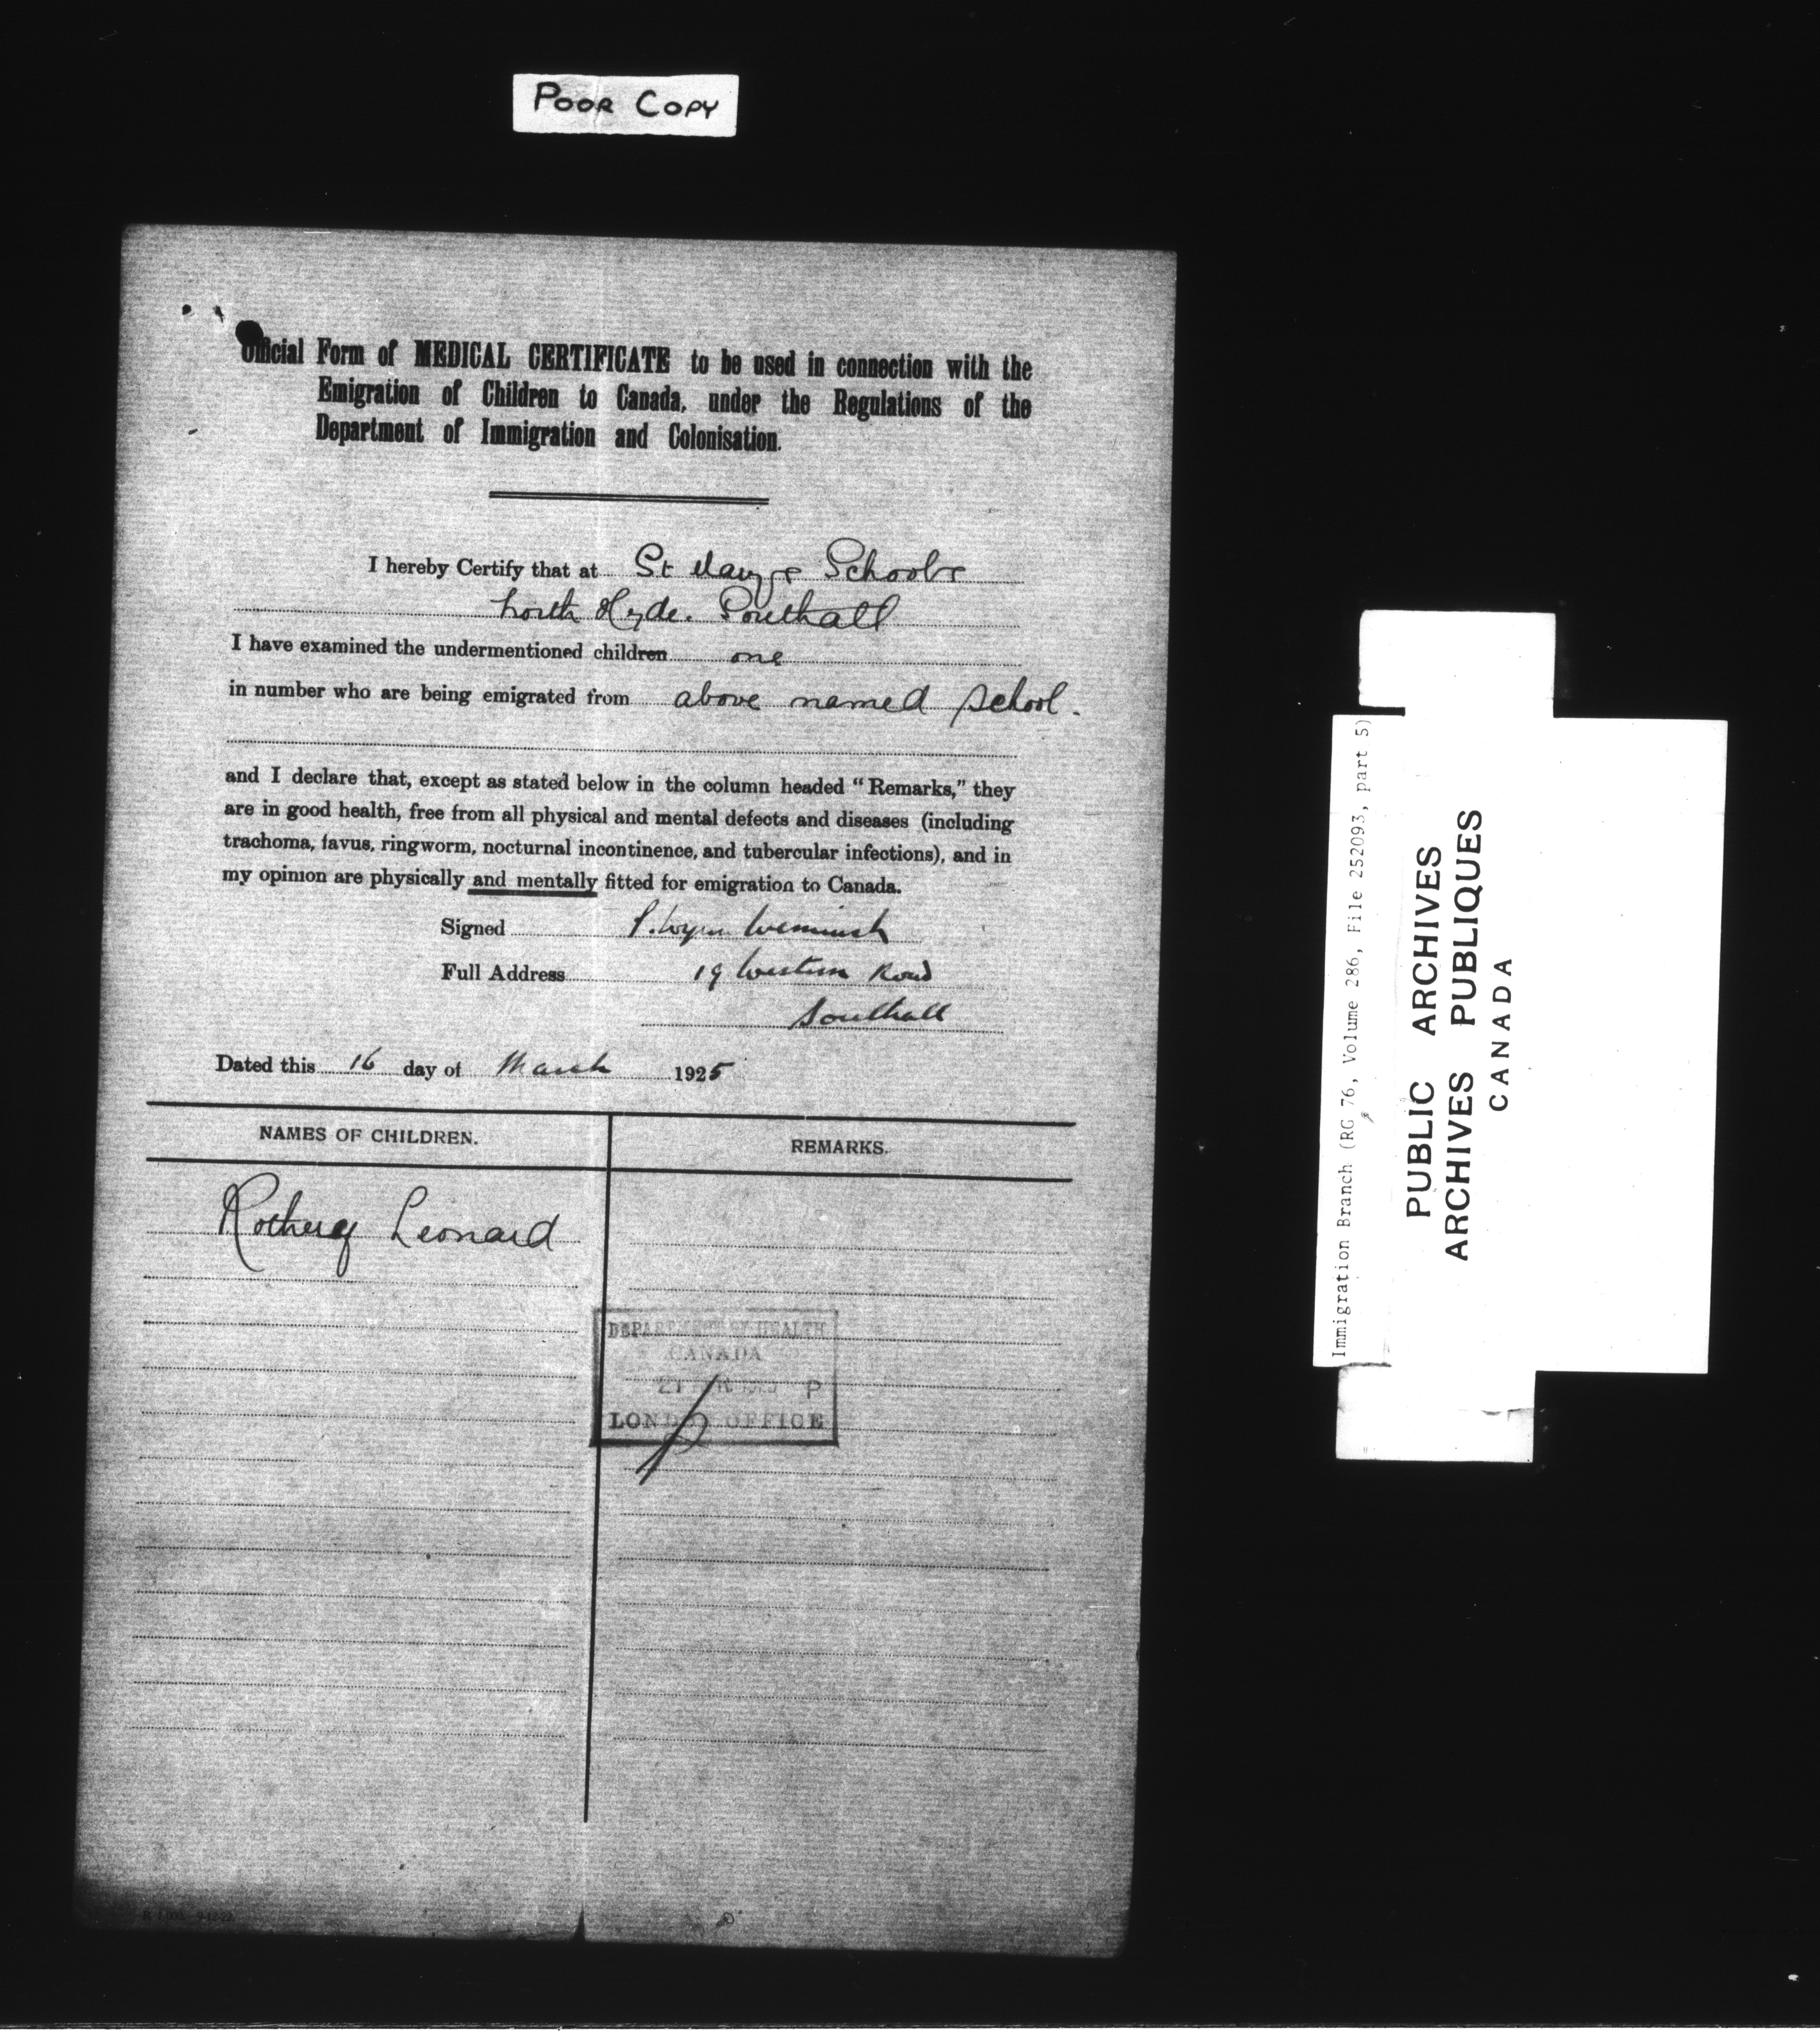 POOR COPY
Official Form of MEDICAL CERTIFICATE to be used in connection with the
Emigration of Children to Canada, under the Regulations of the
Department of Immigration and Colonisation.
I hereby Certify that at St Mary's Schools
North Hyde. Southall
I have examined the undermentioned children one
in number who are being emigrated from above named school.
and I declare that, except as stated below in the column headed "Remarks," they
are in good health, free from all physical and mental defects and diseases (including
trachoma, favus, ringworm, nocturnal incontinence, and tubercular infections), and in
my opinion are physically and mentally fitted for emigration to Canada.
Signed
Full Address 19 Western Road
Southall
Dated this 16 day of March 1925
NAMES OF CHILDREN. REMARKS.
Leonard
DEPARTMENT OF HEALTH
CANADA
P
LONDON OFFICE
Immigration Branch (RG 76, Volume 286, File 252093, part 5)
PUBLIC ARCHIVES
ARCHIVES PUBLIQUES
CANADA